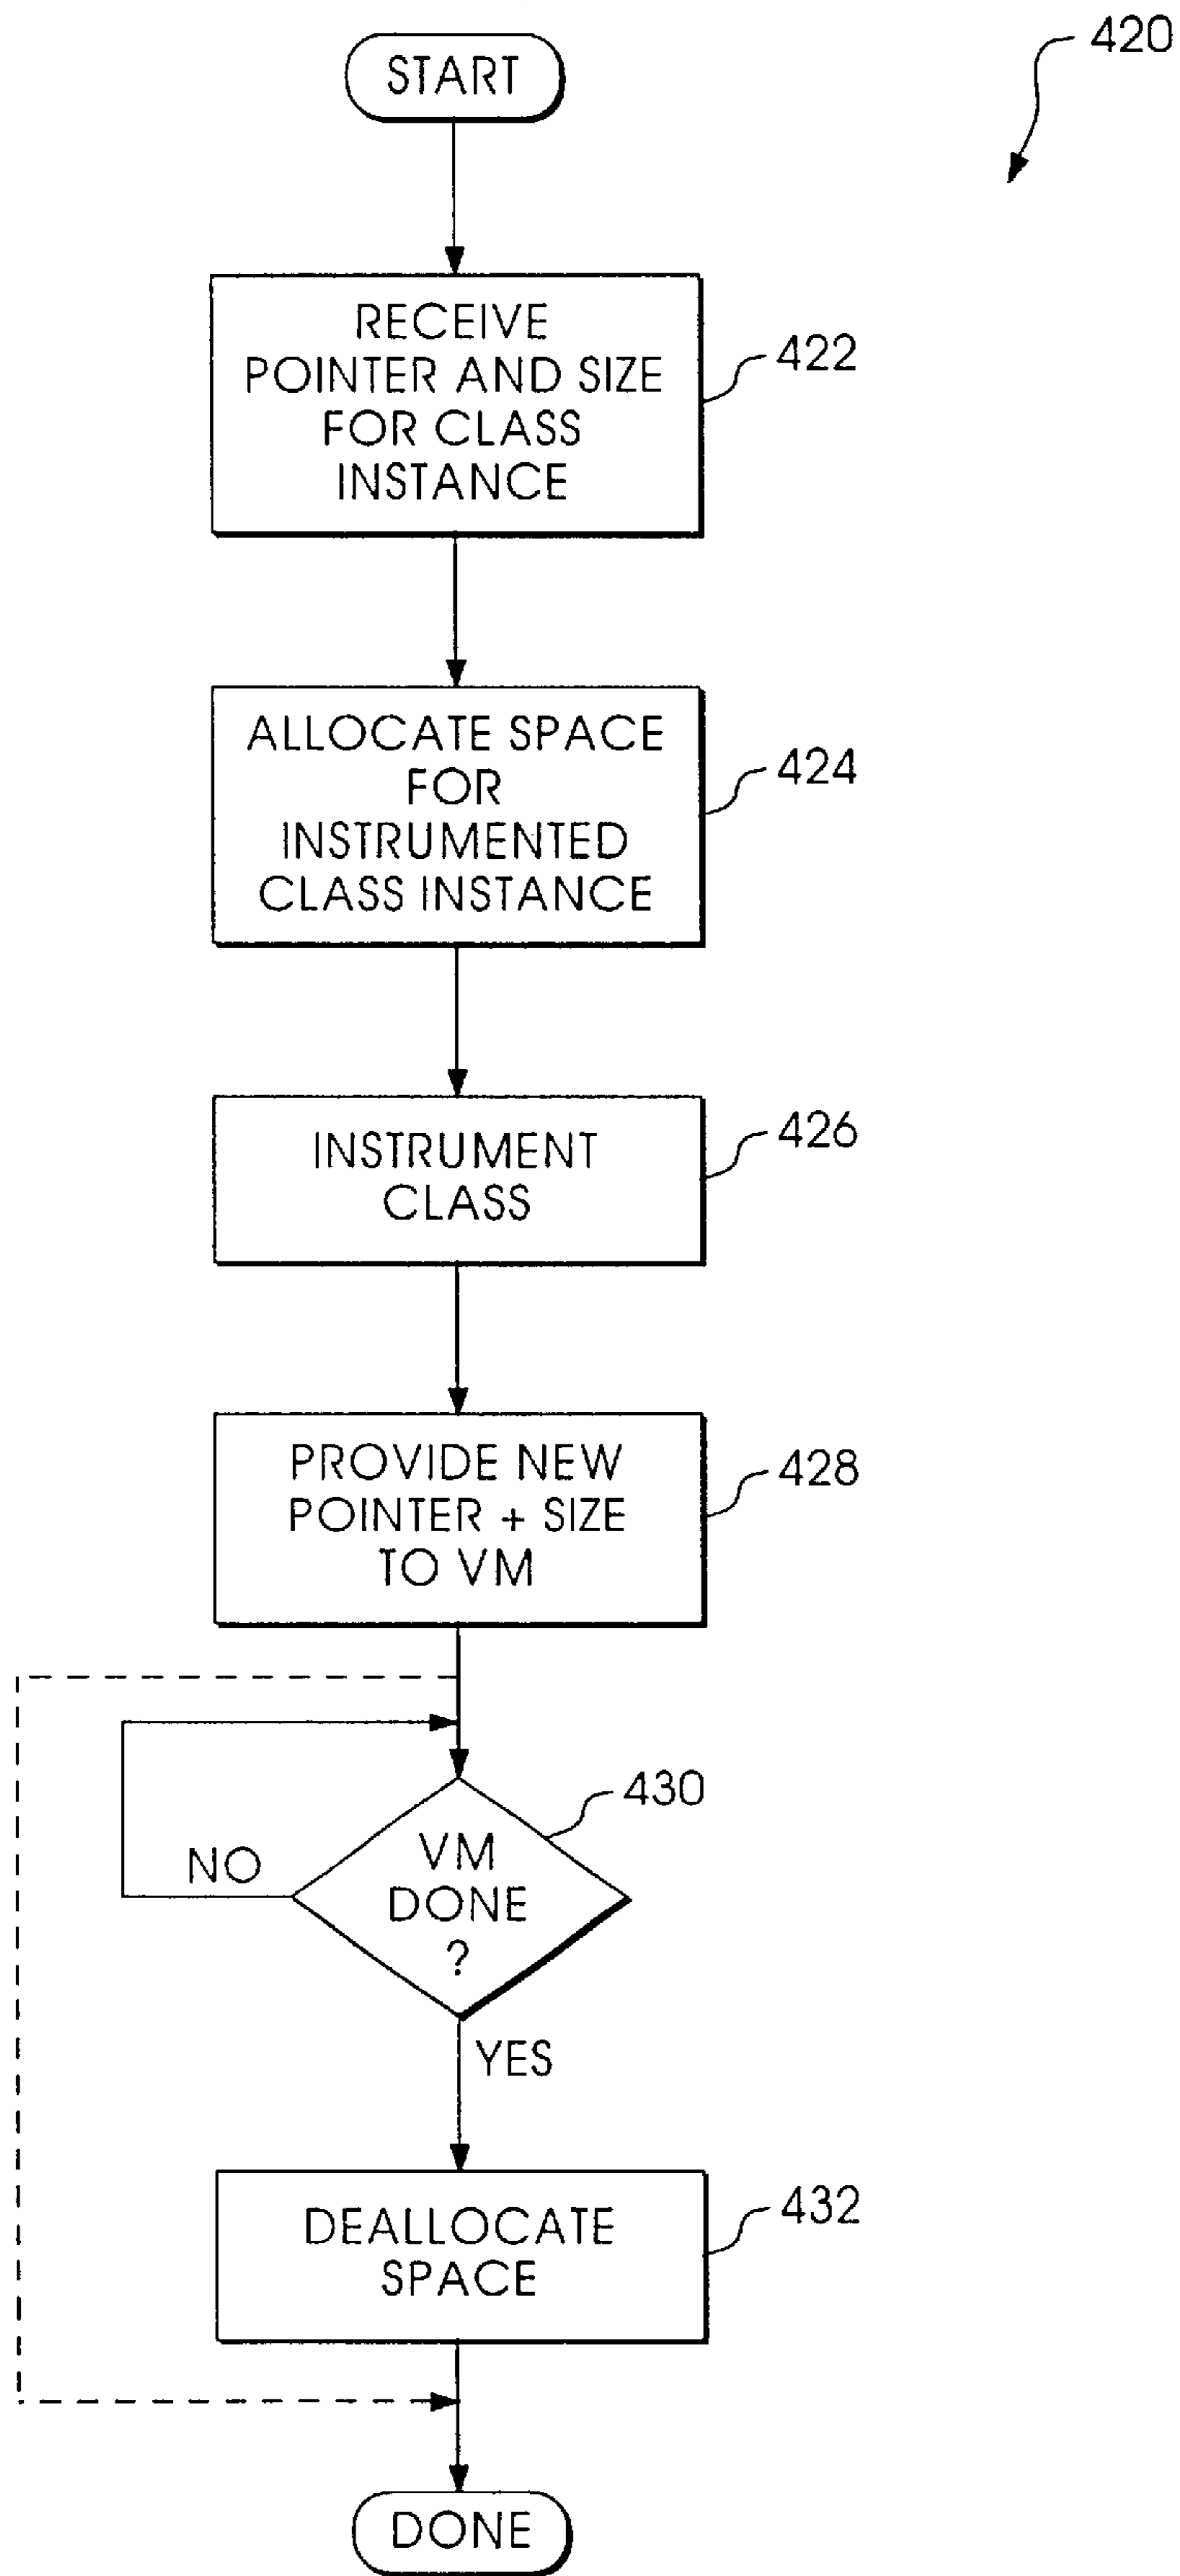 420
START
RECEIVE
POINTER AND SIZE
FOR CLASS
INSTANCE
422
ALLOCATE SPACE
FOR
INSTRUMENTED
CLASS INSTANCE
424
INSTRUMENT
CLASS
426
PROVIDE NEW
POINTER + SIZE
TO VM
428
VM
DONE
?
430
NO
YES
DEALLOCATE
SPACE
432
DONE